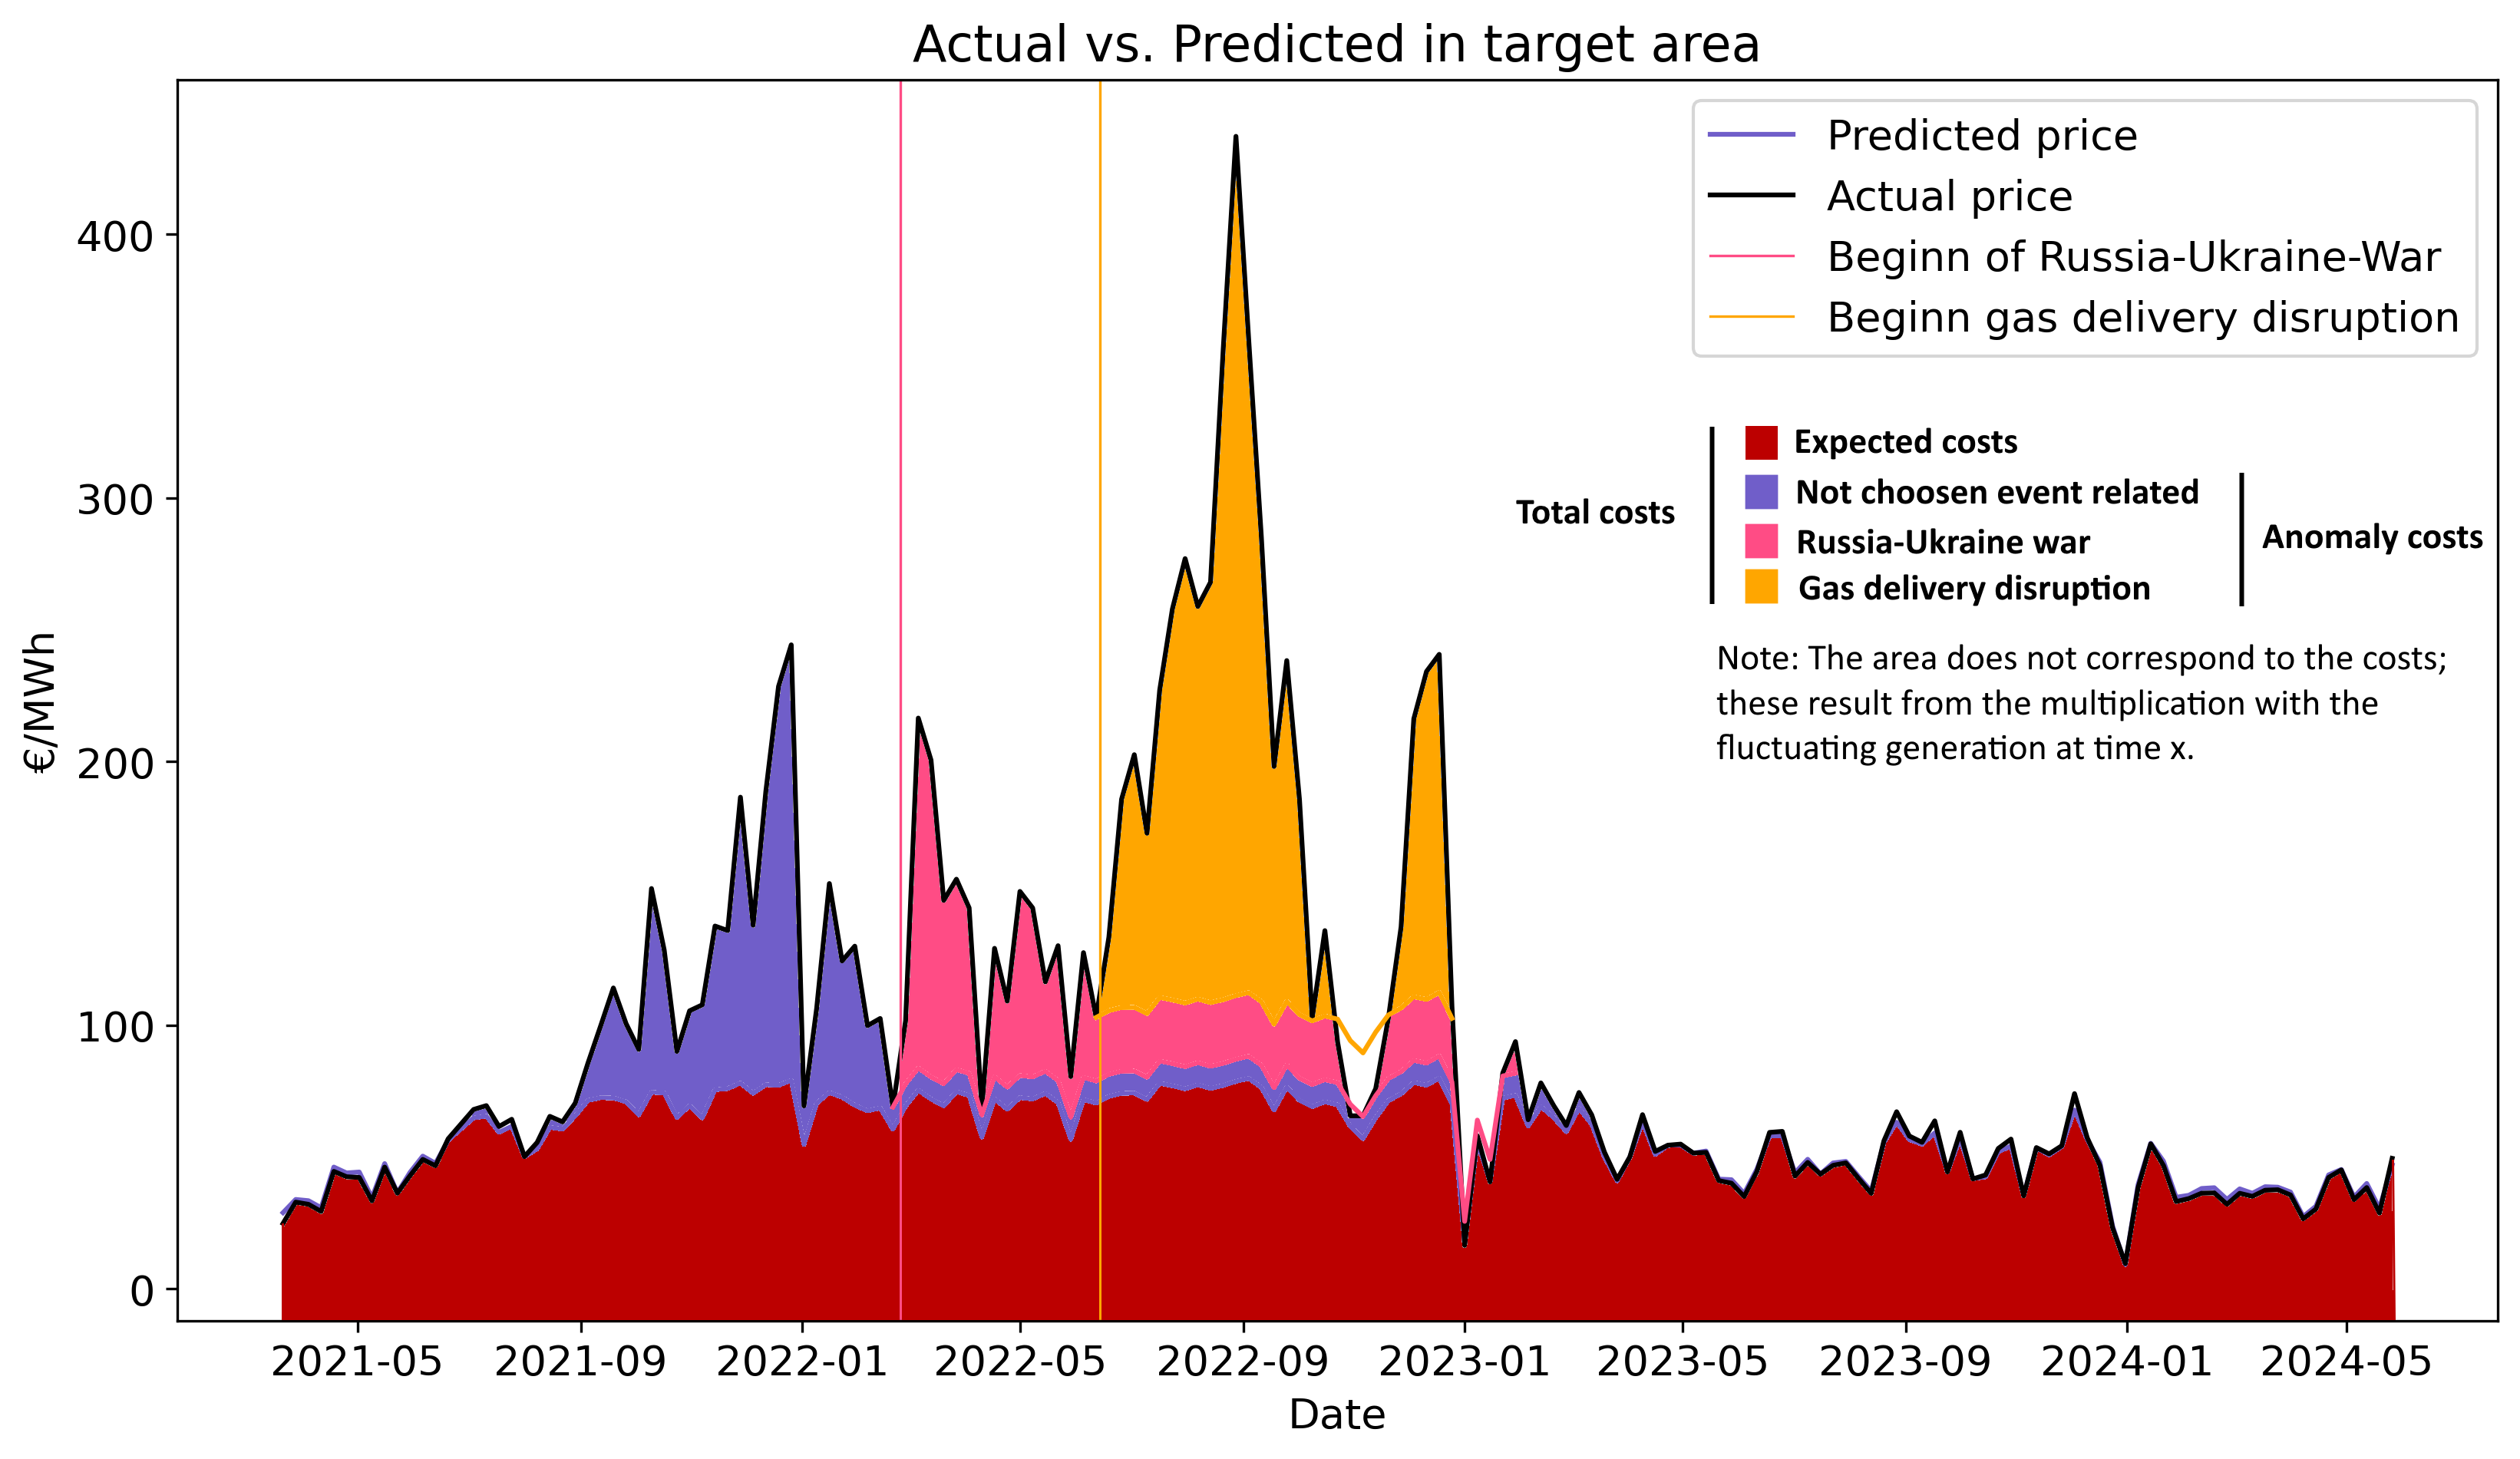 Actual vs. Predicted in target area
Predicted price
Actual price
Beginn of Russia-Ukraine-War
Beginn gas delivery disruption
Total costs
Expected costs
Not choosen event related
Russia-Ukraine war
Gas delivery disruption
Anomaly costs
Note: The area does not correspond to the costs;
these result from the multiplication with the
fluctuating generation at time x.
€/MWh
400
300
200
100
0
2021-05 2021-09 2022-01 2022-05 2022-09 2023-01 2023-05 2023-09 2024-01 2024-05
Date